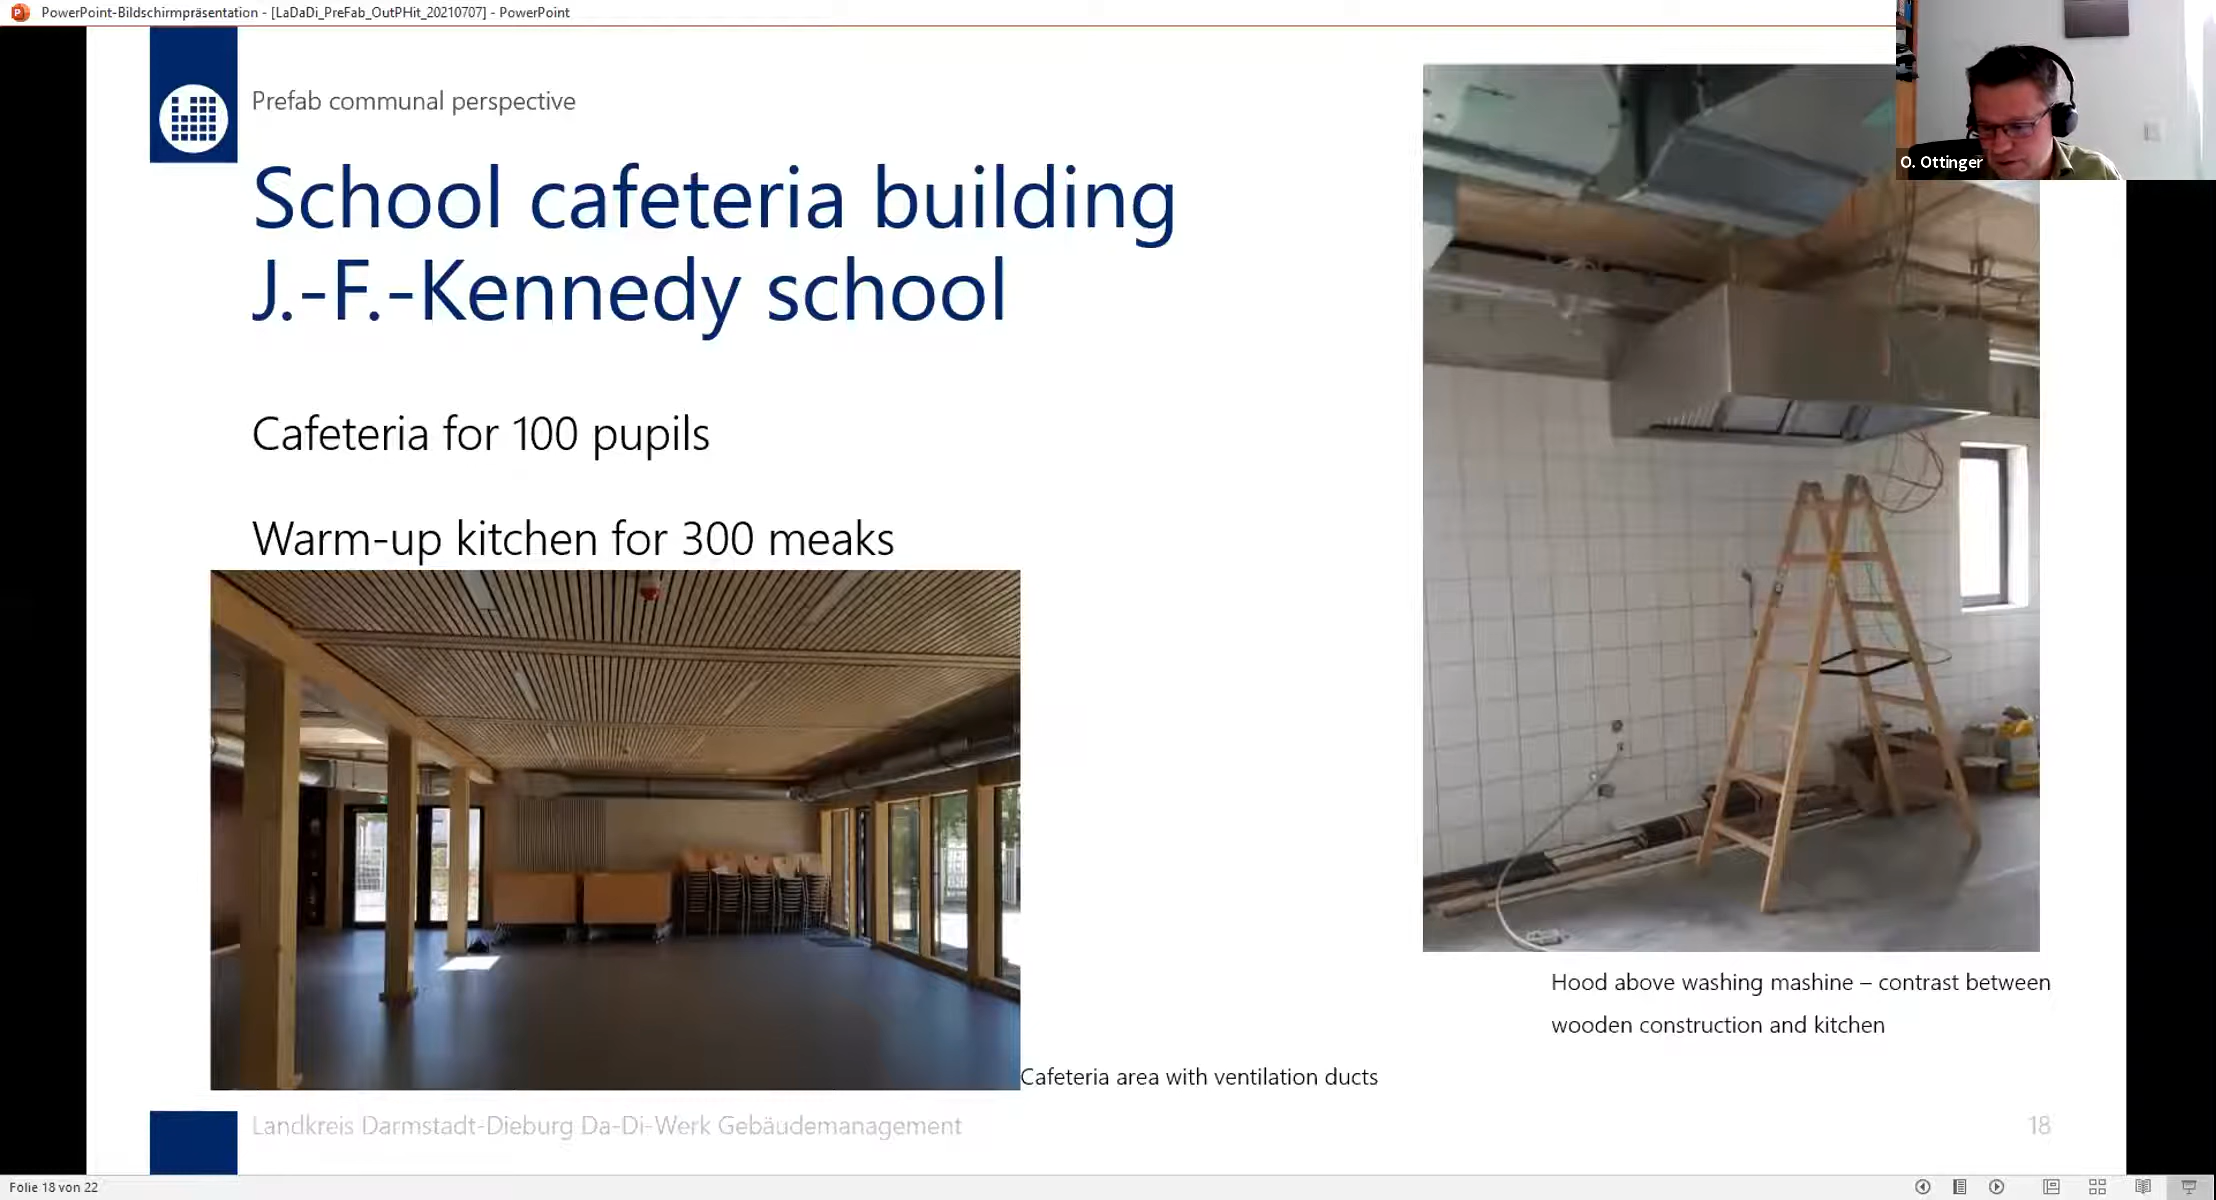 PowerPoint-Bildschirmpräsentation - [LaDaDi_PreFab_OutPHit_20210707] - PowerPoint
Prefab communal perspective
School cafeteria building
J.-F.-Kennedy school
O. Ottinger
Cafeteria for 100 pupils
Warm-up kitchen for 300 meaks
Hood above washing mashine – contrast between
wooden construction and kitchen
Cafeteria area with ventilation ducts
Landkreis Darmstadt-Dieburg Da-Di-Werk Gebäudemanagement
18
Folie 18 von 22